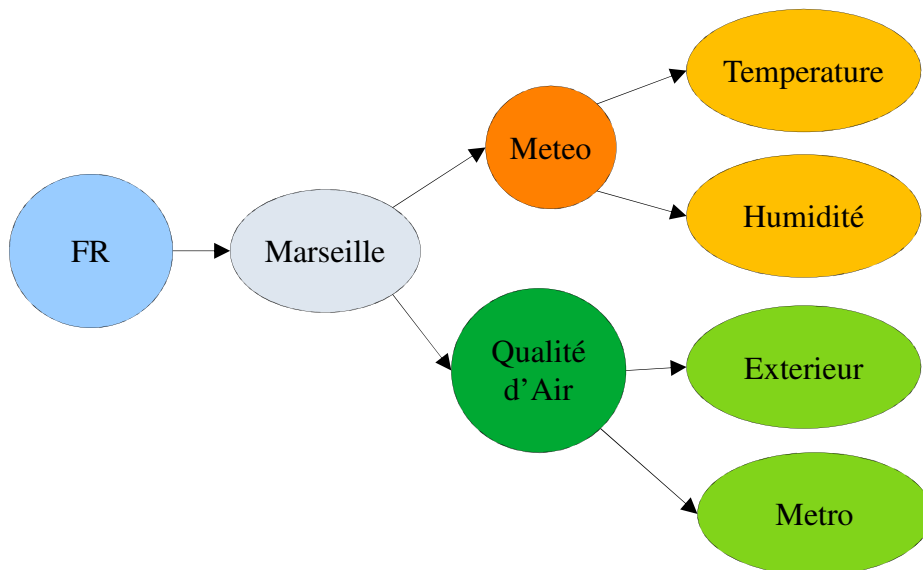 FR
Marseille
Meteo
Temperature
Humidité
Qualité
d’Air
Exterieur
Metro